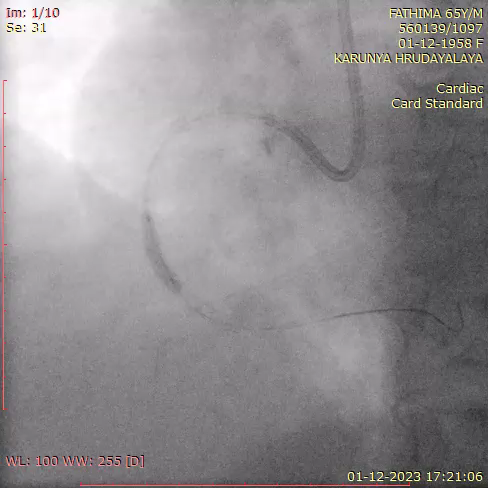 Im: 1/10
Se: 31
FATHIMA 65Y/M
560139/1097
01-12-1958 F
KARUNYA HRUDAYALAYA
Cardiac
Card Standard
WL: 100 WW: 255 [D]
01-12-2023 17:21:06